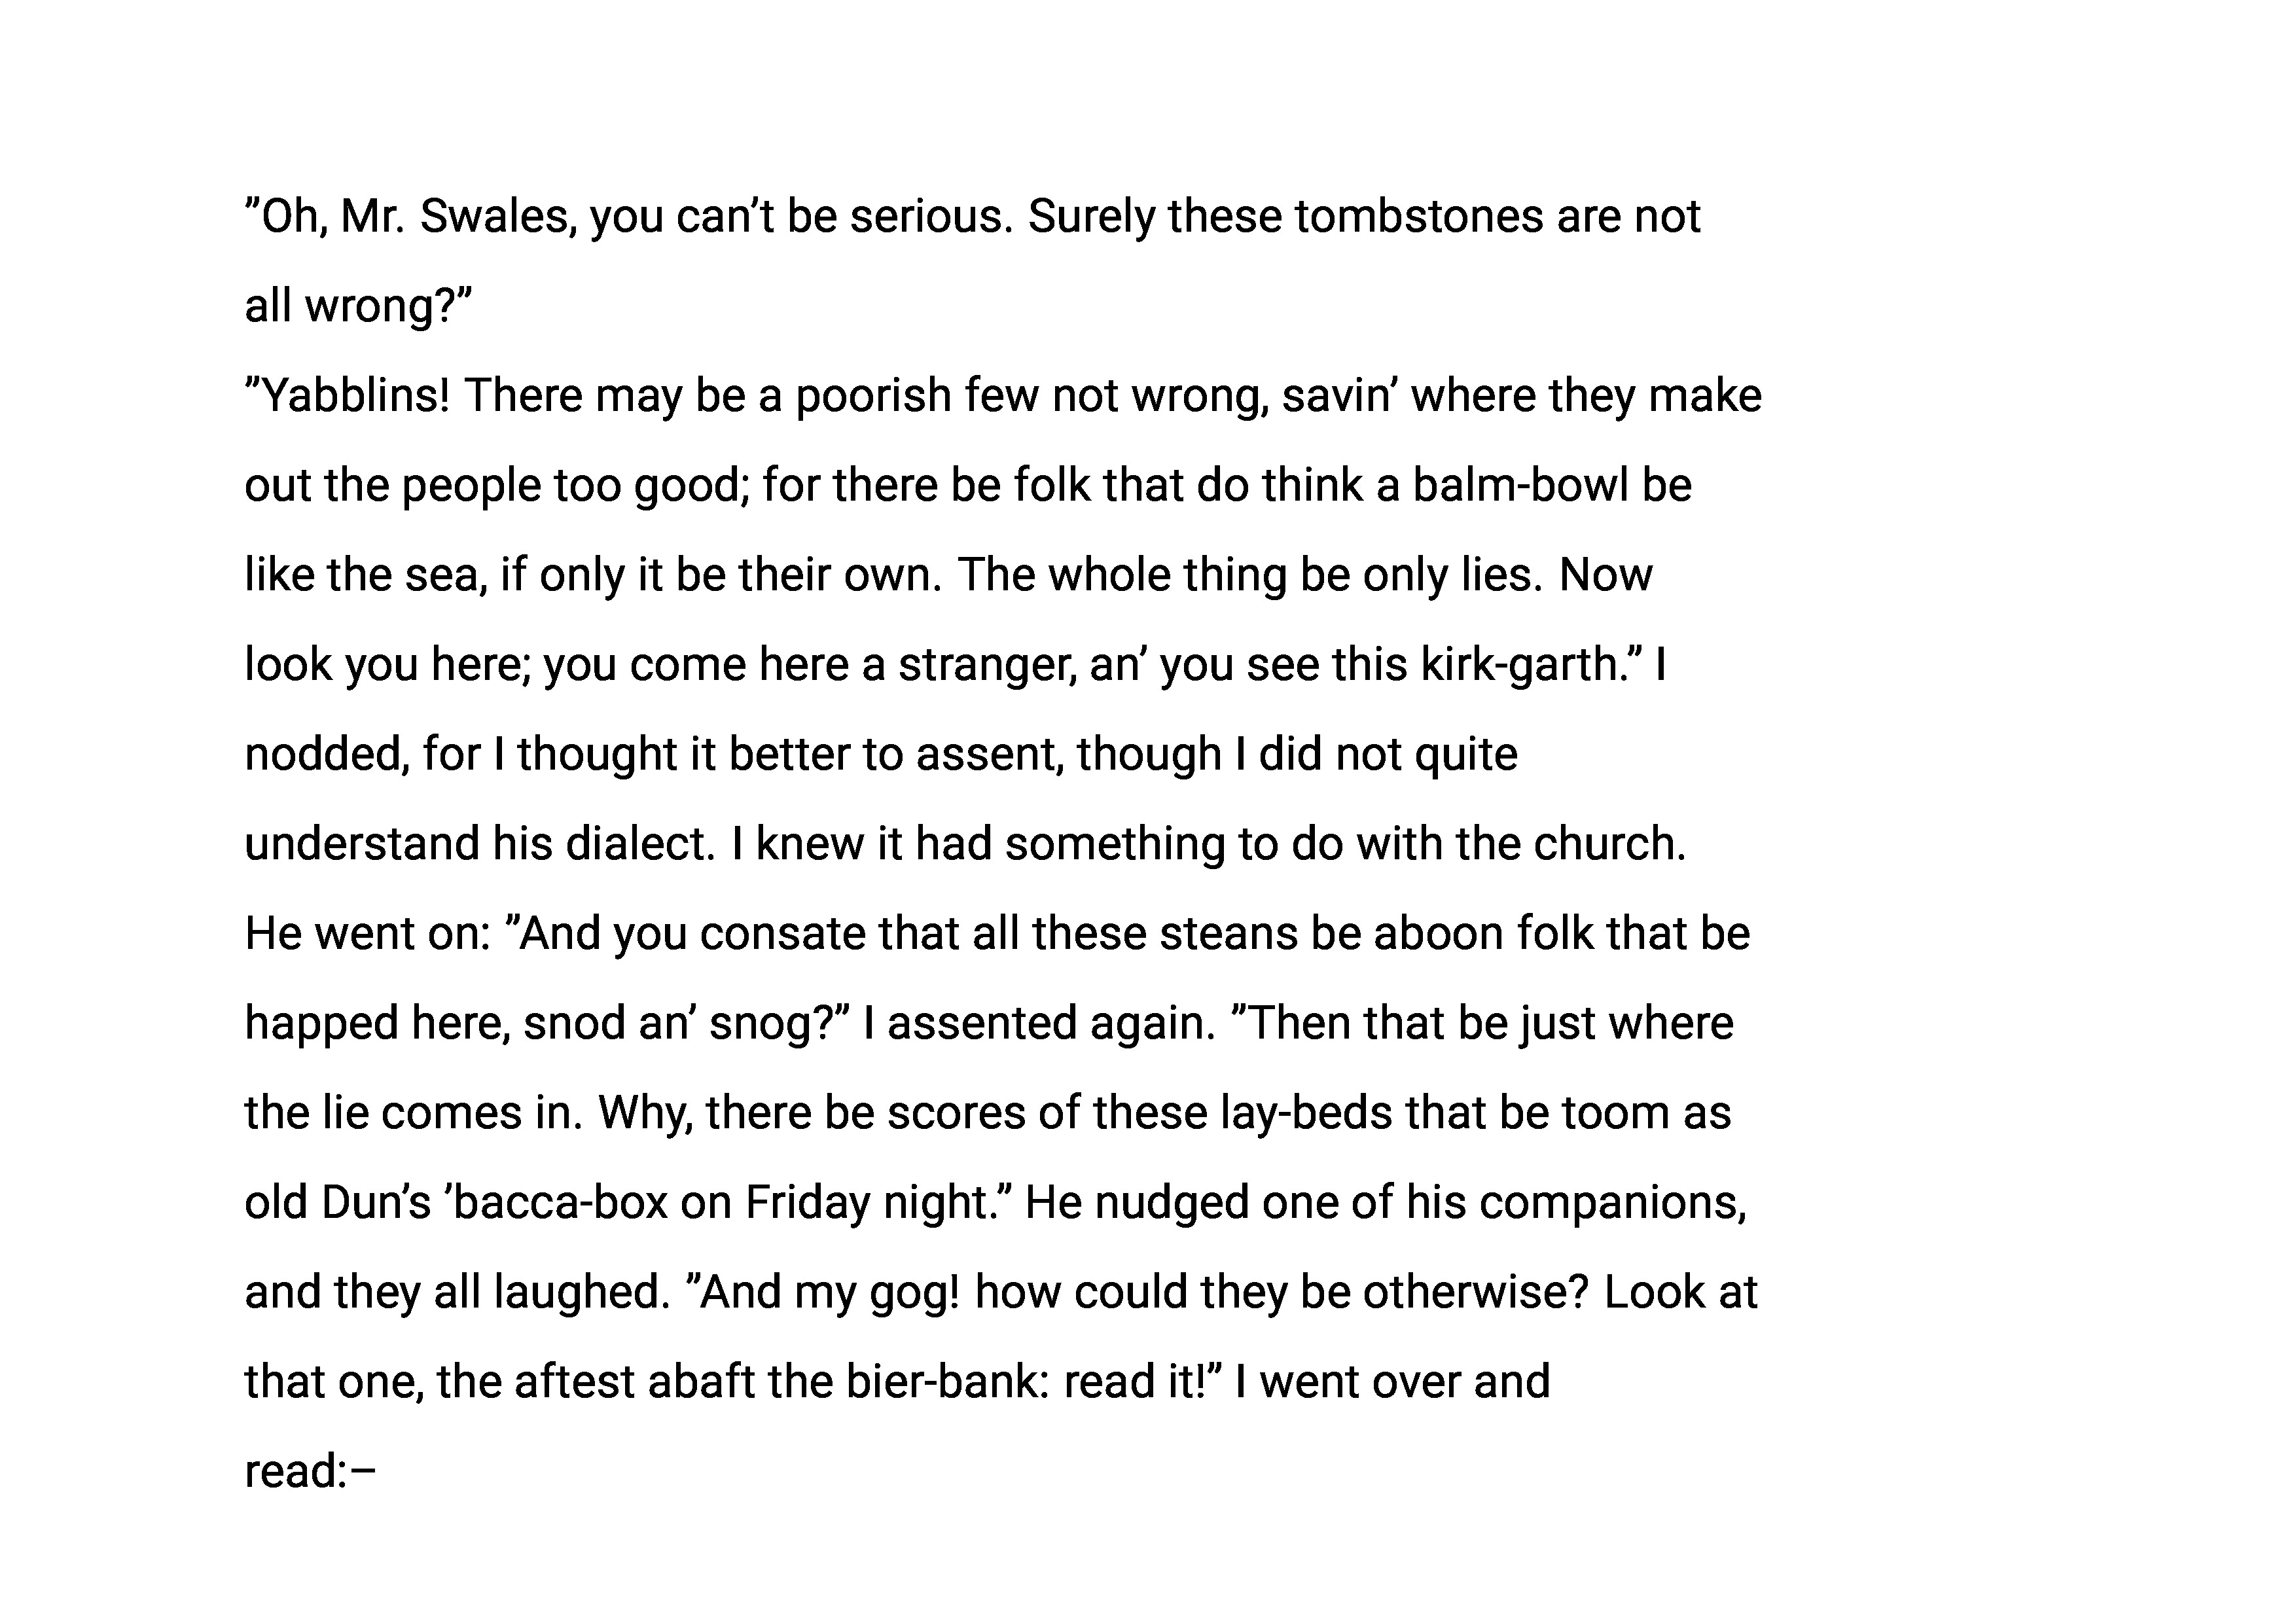 ”Oh, Mr. Swales, you can’t be serious. Surely these tombstones are not
all wrong?”
”Yabblins! There may be a poorish few not wrong, savin’ where they make
out the people too good; for there be folk that do think a balm-bowl be
like the sea, if only it be their own. The whole thing be only lies. Now
look you here; you come here a stranger, an’ you see this kirk-garth.” I
nodded, for I thought it better to assent, though I did not quite
understand his dialect. I knew it had something to do with the church.
He went on: ”And you consate that all these steans be aboon folk that be
happed here, snod an’ snog?” I assented again. ”Then that be just where
the lie comes in. Why, there be scores of these lay-beds that be toom as
old Dun’s ’bacca-box on Friday night.” He nudged one of his companions,
and they all laughed. ”And my gog! how could they be otherwise? Look at
that one, the aftest abaft the bier-bank: read it!” I went over and
read:–